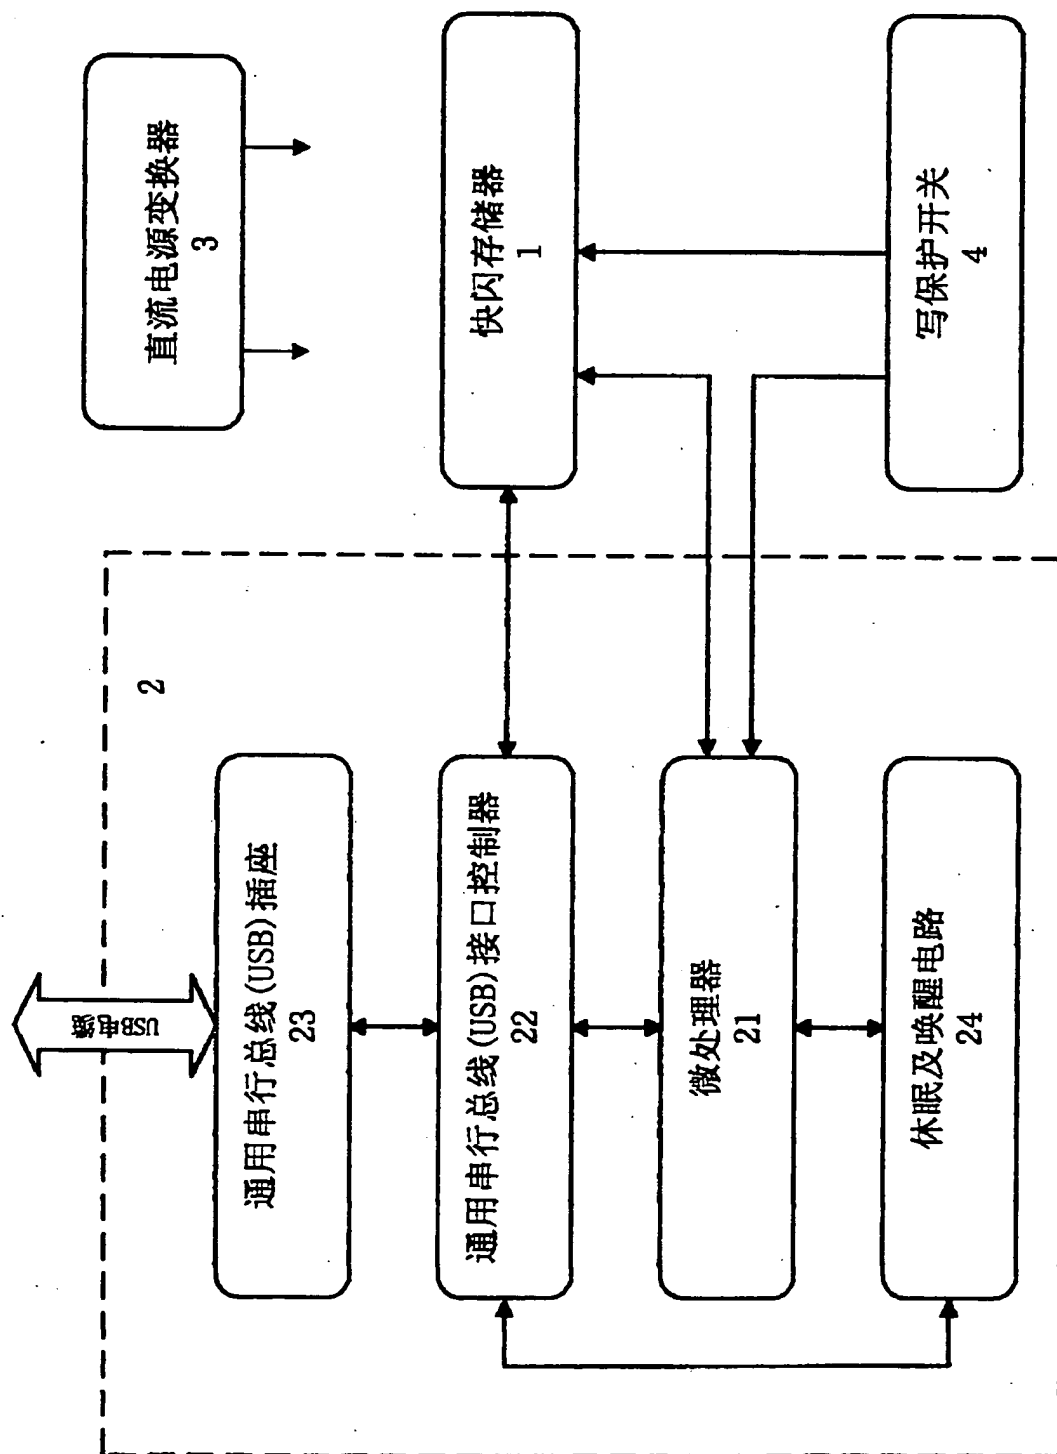 USB电缆
2
通用串行总线(USB)插座
23
通用串行总线(USB)接口控制器
22
微处理器
21
休眠及唤醒电路
24
直流电源变换器
3
快闪存储器
1
写保护开关
4